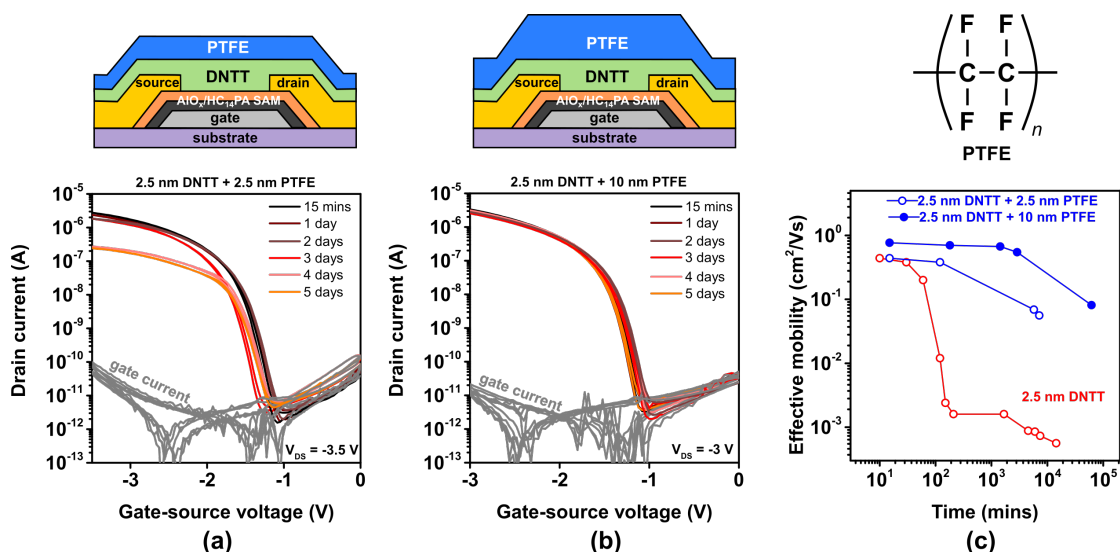 PTFE
DNTT
source
drain
AlOx/HC14PA SAM
gate
substrate
PTFE
DNTT
source
drain
AlOx/HC14PA SAM
gate
substrate
F F
C C
F F
n
PTFE
2.5 nm DNTT + 2.5 nm PTFE
10-5
10-6
10-7
10-8
10-9
10-10
10-11
10-12
10-13
Drain current (A)
15 mins
1 day
2 days
3 days
4 days
5 days
gate current
VDS = -3.5 V
-3 -2 -1 0
Gate-source voltage (V)
(a)
2.5 nm DNTT + 10 nm PTFE
10-5
10-6
10-7
10-8
10-9
10-10
10-11
10-12
10-13
Drain current (A)
15 mins
1 day
2 days
3 days
4 days
5 days
gate current
VDS = -3 V
-3 -2 -1 0
Gate-source voltage (V)
(b)
2.5 nm DNTT + 2.5 nm PTFE
2.5 nm DNTT + 10 nm PTFE
100
10-1
10-2
10-3
Effective mobility (cm2/Vs)
2.5 nm DNTT
101 102 103 104 105
Time (mins)
(c)